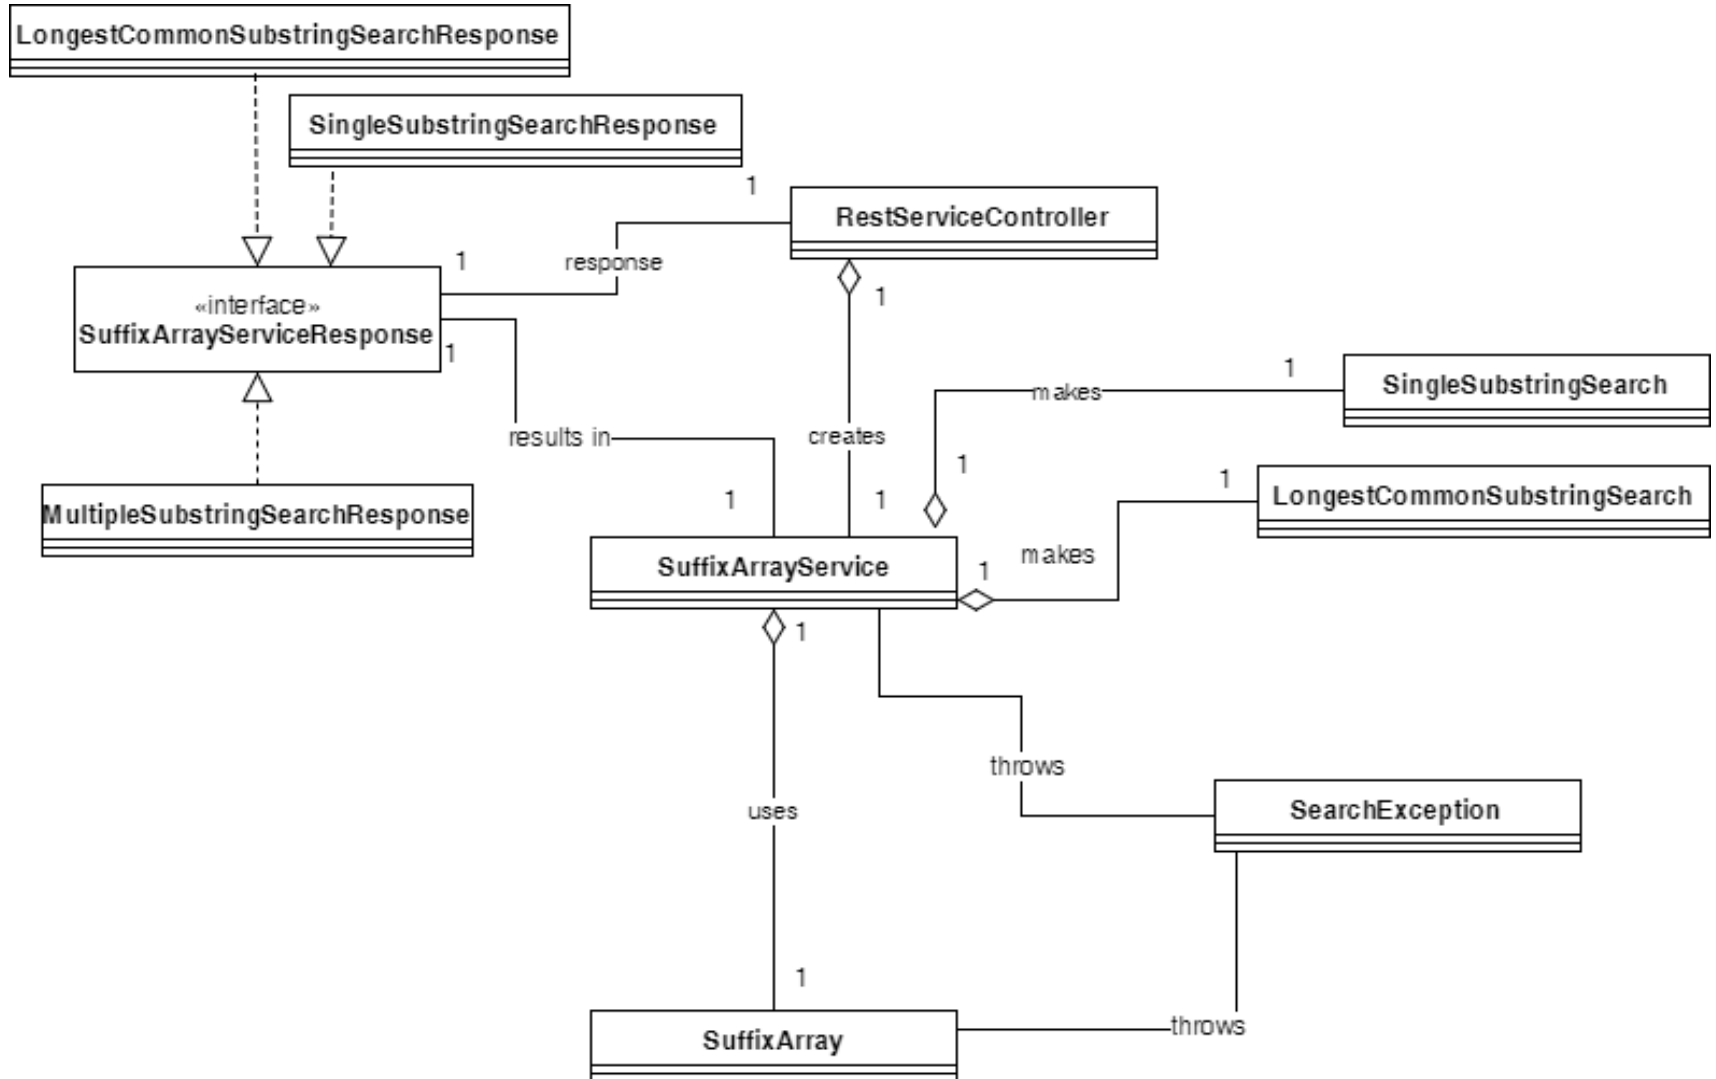 LongestCommonSubstringSearchResponse
SingleSubstringSearchResponse
1
RestServiceController
1
response
1
«interface»
SuffixArrayServiceResponse
1
1
SingleSubstringSearch
makes
results in
creates
1
1
LongestCommonSubstringSearch
1
1
MultipleSubstringSearchResponse
makes
SuffixArrayService
1
1
throws
uses
SearchException
1
throws
SuffixArray